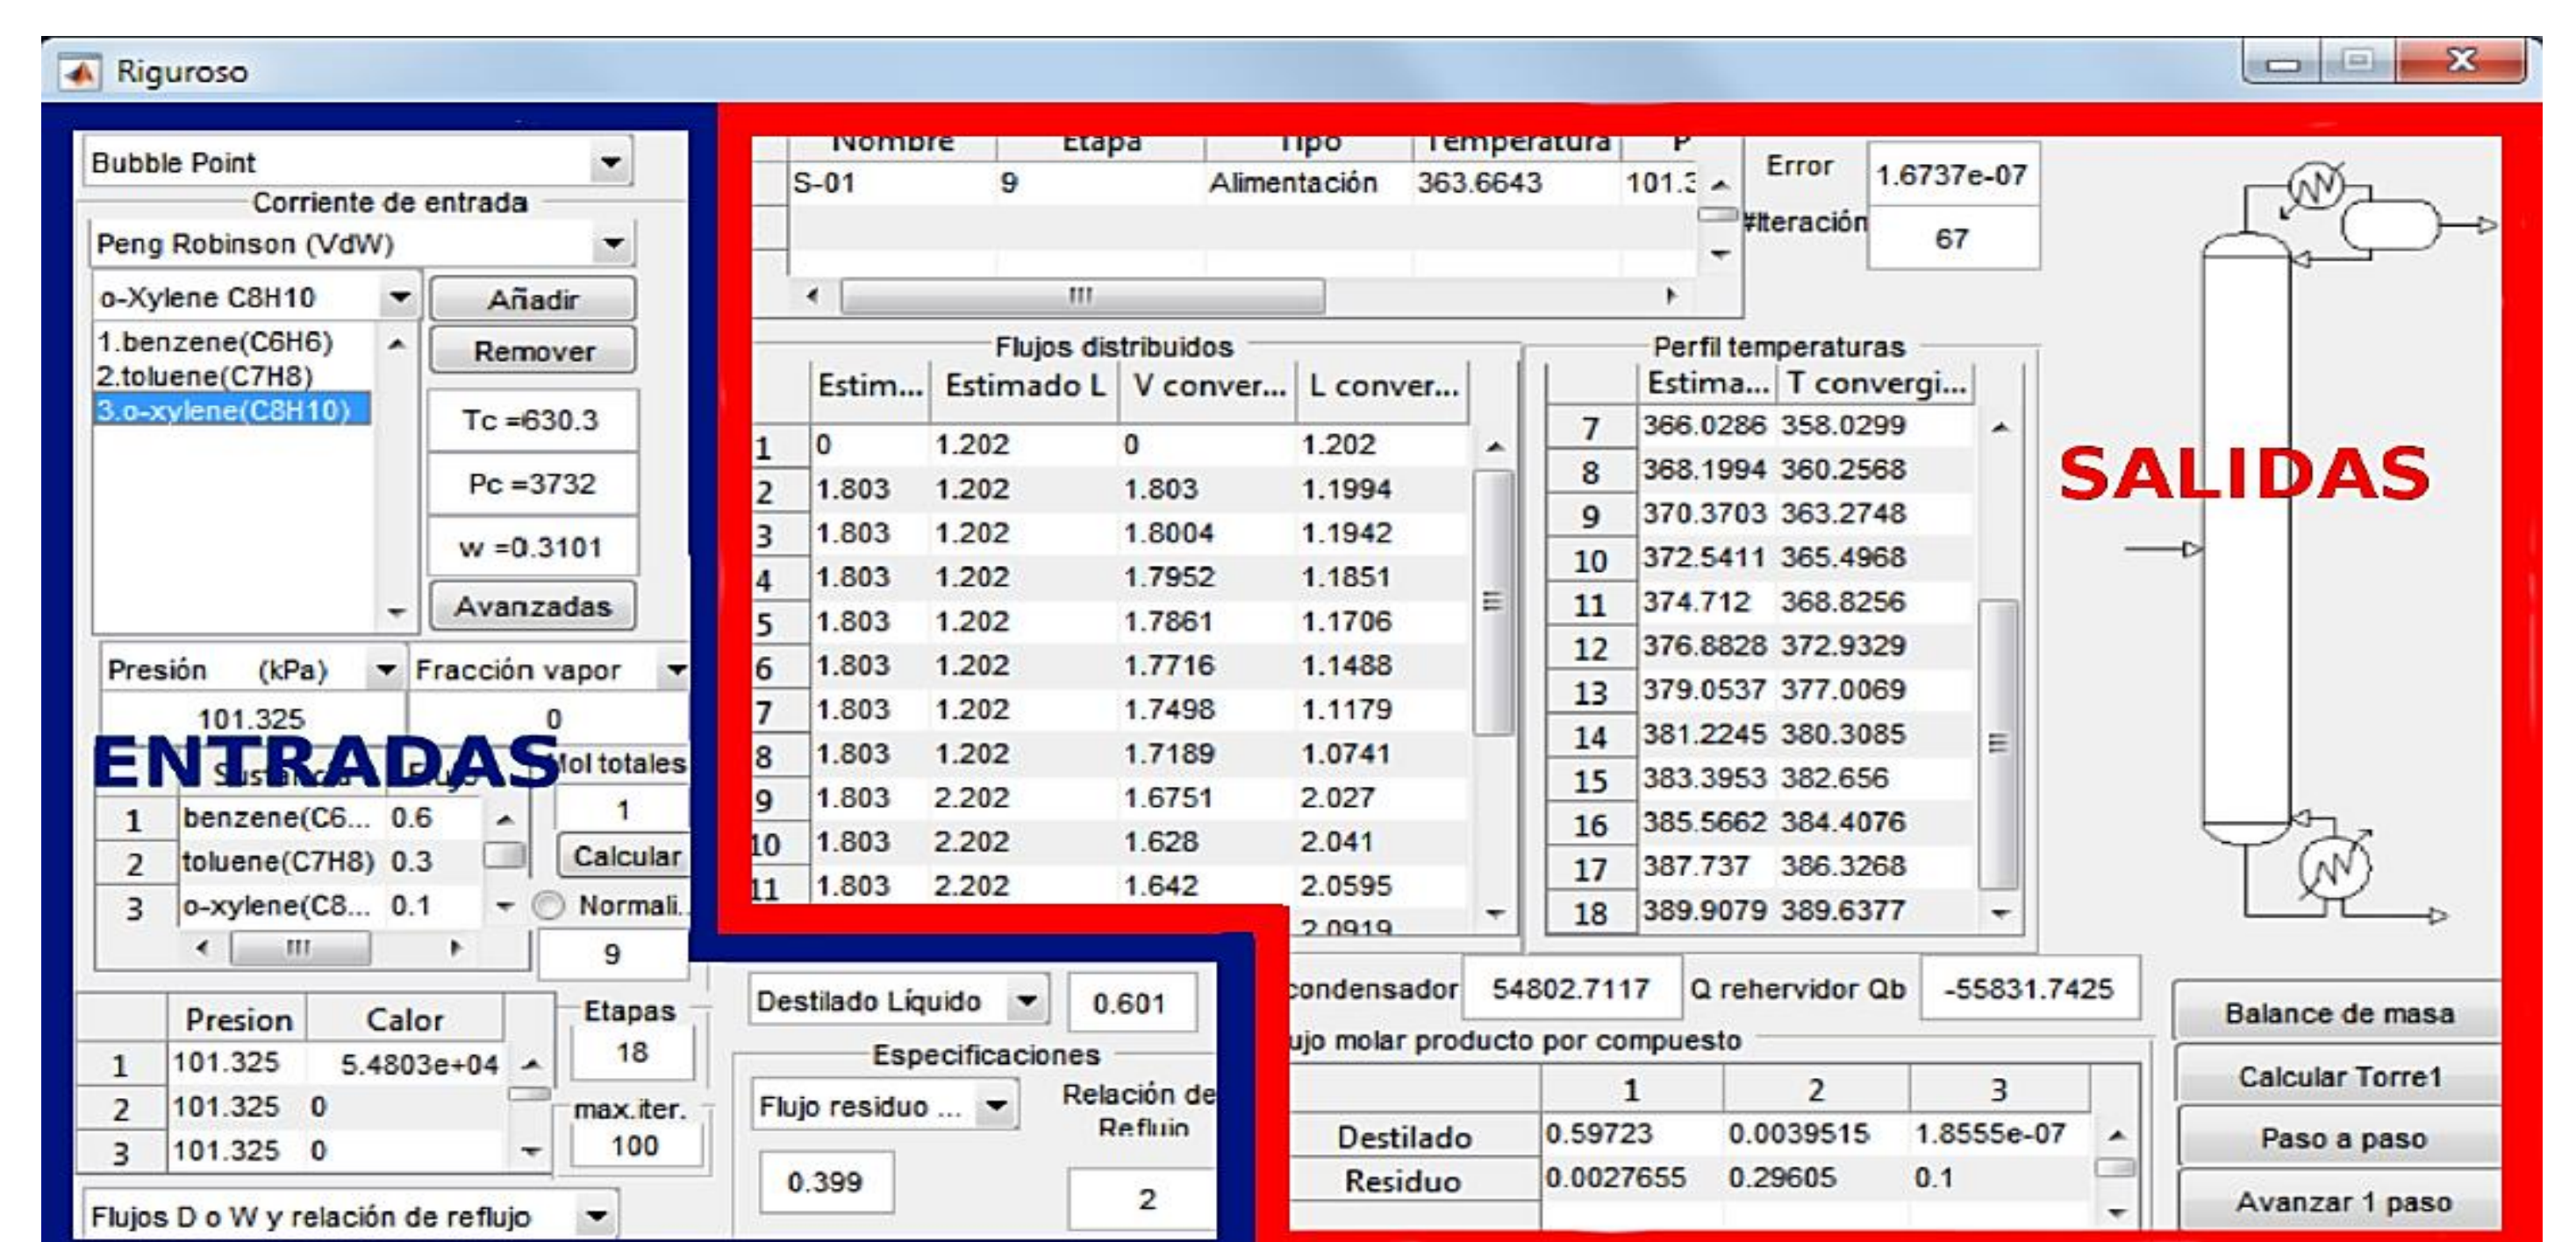 Riguroso
Bubble Point
Corriente de entrada
Peng Robinson (VdW)
o-Xylene C8H10
Añadir
1.benzene(C6H6)
2.toluene(C7H8)
3.o-xylene(C8H10)
Remover
Tc =630.3
Pc =3732
w =0.3101
Avanzadas
Presión (kPa)
Fracción vapor
101.325
0
ENTRADAS
Sustancia Flujo
Mol totales
1
1 benzene(C6... 0.6
2 toluene(C7H8) 0.3
3 o-xylene(C8... 0.1
Calcular
Normali..
9
Presion Calor
1 101.325 5.4803e+04
2 101.325 0
3 101.325 0
Etapas
18
max.iter.
100
Flujos D o W y relación de reflujo
Destilado Líquido
0.601
Especificaciones
Flujo residuo ...
0.399
Relación de
Reflujo
2
Nombre Etapa Tipo Temperatura P
S-01 9 Alimentación 363.6643 101.3
Error 1.6737e-07
#Iteración 67
Flujos distribuidos
Estim... Estimado L V conver... L conver...
1 0 1.202 0 1.202
2 1.803 1.202 1.803 1.1994
3 1.803 1.202 1.8004 1.1942
4 1.803 1.202 1.7952 1.1851
5 1.803 1.202 1.7861 1.1706
6 1.803 1.202 1.7716 1.1488
7 1.803 1.202 1.7498 1.1179
8 1.803 1.202 1.7189 1.0741
9 1.803 2.202 1.6751 2.027
10 1.803 2.202 1.628 2.041
11 1.803 2.202 1.642 2.0595
2.0919
Perfil temperaturas
Estima... T convergi...
7 366.0286 358.0299
8 368.1994 360.2568
9 370.3703 363.2748
10 372.5411 365.4968
11 374.712 368.8256
12 376.8828 372.9329
13 379.0537 377.0069
14 381.2245 380.3085
15 383.3953 382.656
16 385.5662 384.4076
17 387.737 386.3268
18 389.9079 389.6377
SALIDAS
condensador 54802.7117 Q rehervidor Qb -55831.7425
ujo molar producto por compuesto
1 2 3
Destilado 0.59723 0.0039515 1.8555e-07
Residuo 0.0027655 0.29605 0.1
Balance de masa
Calcular Torre1
Paso a paso
Avanzar 1 paso